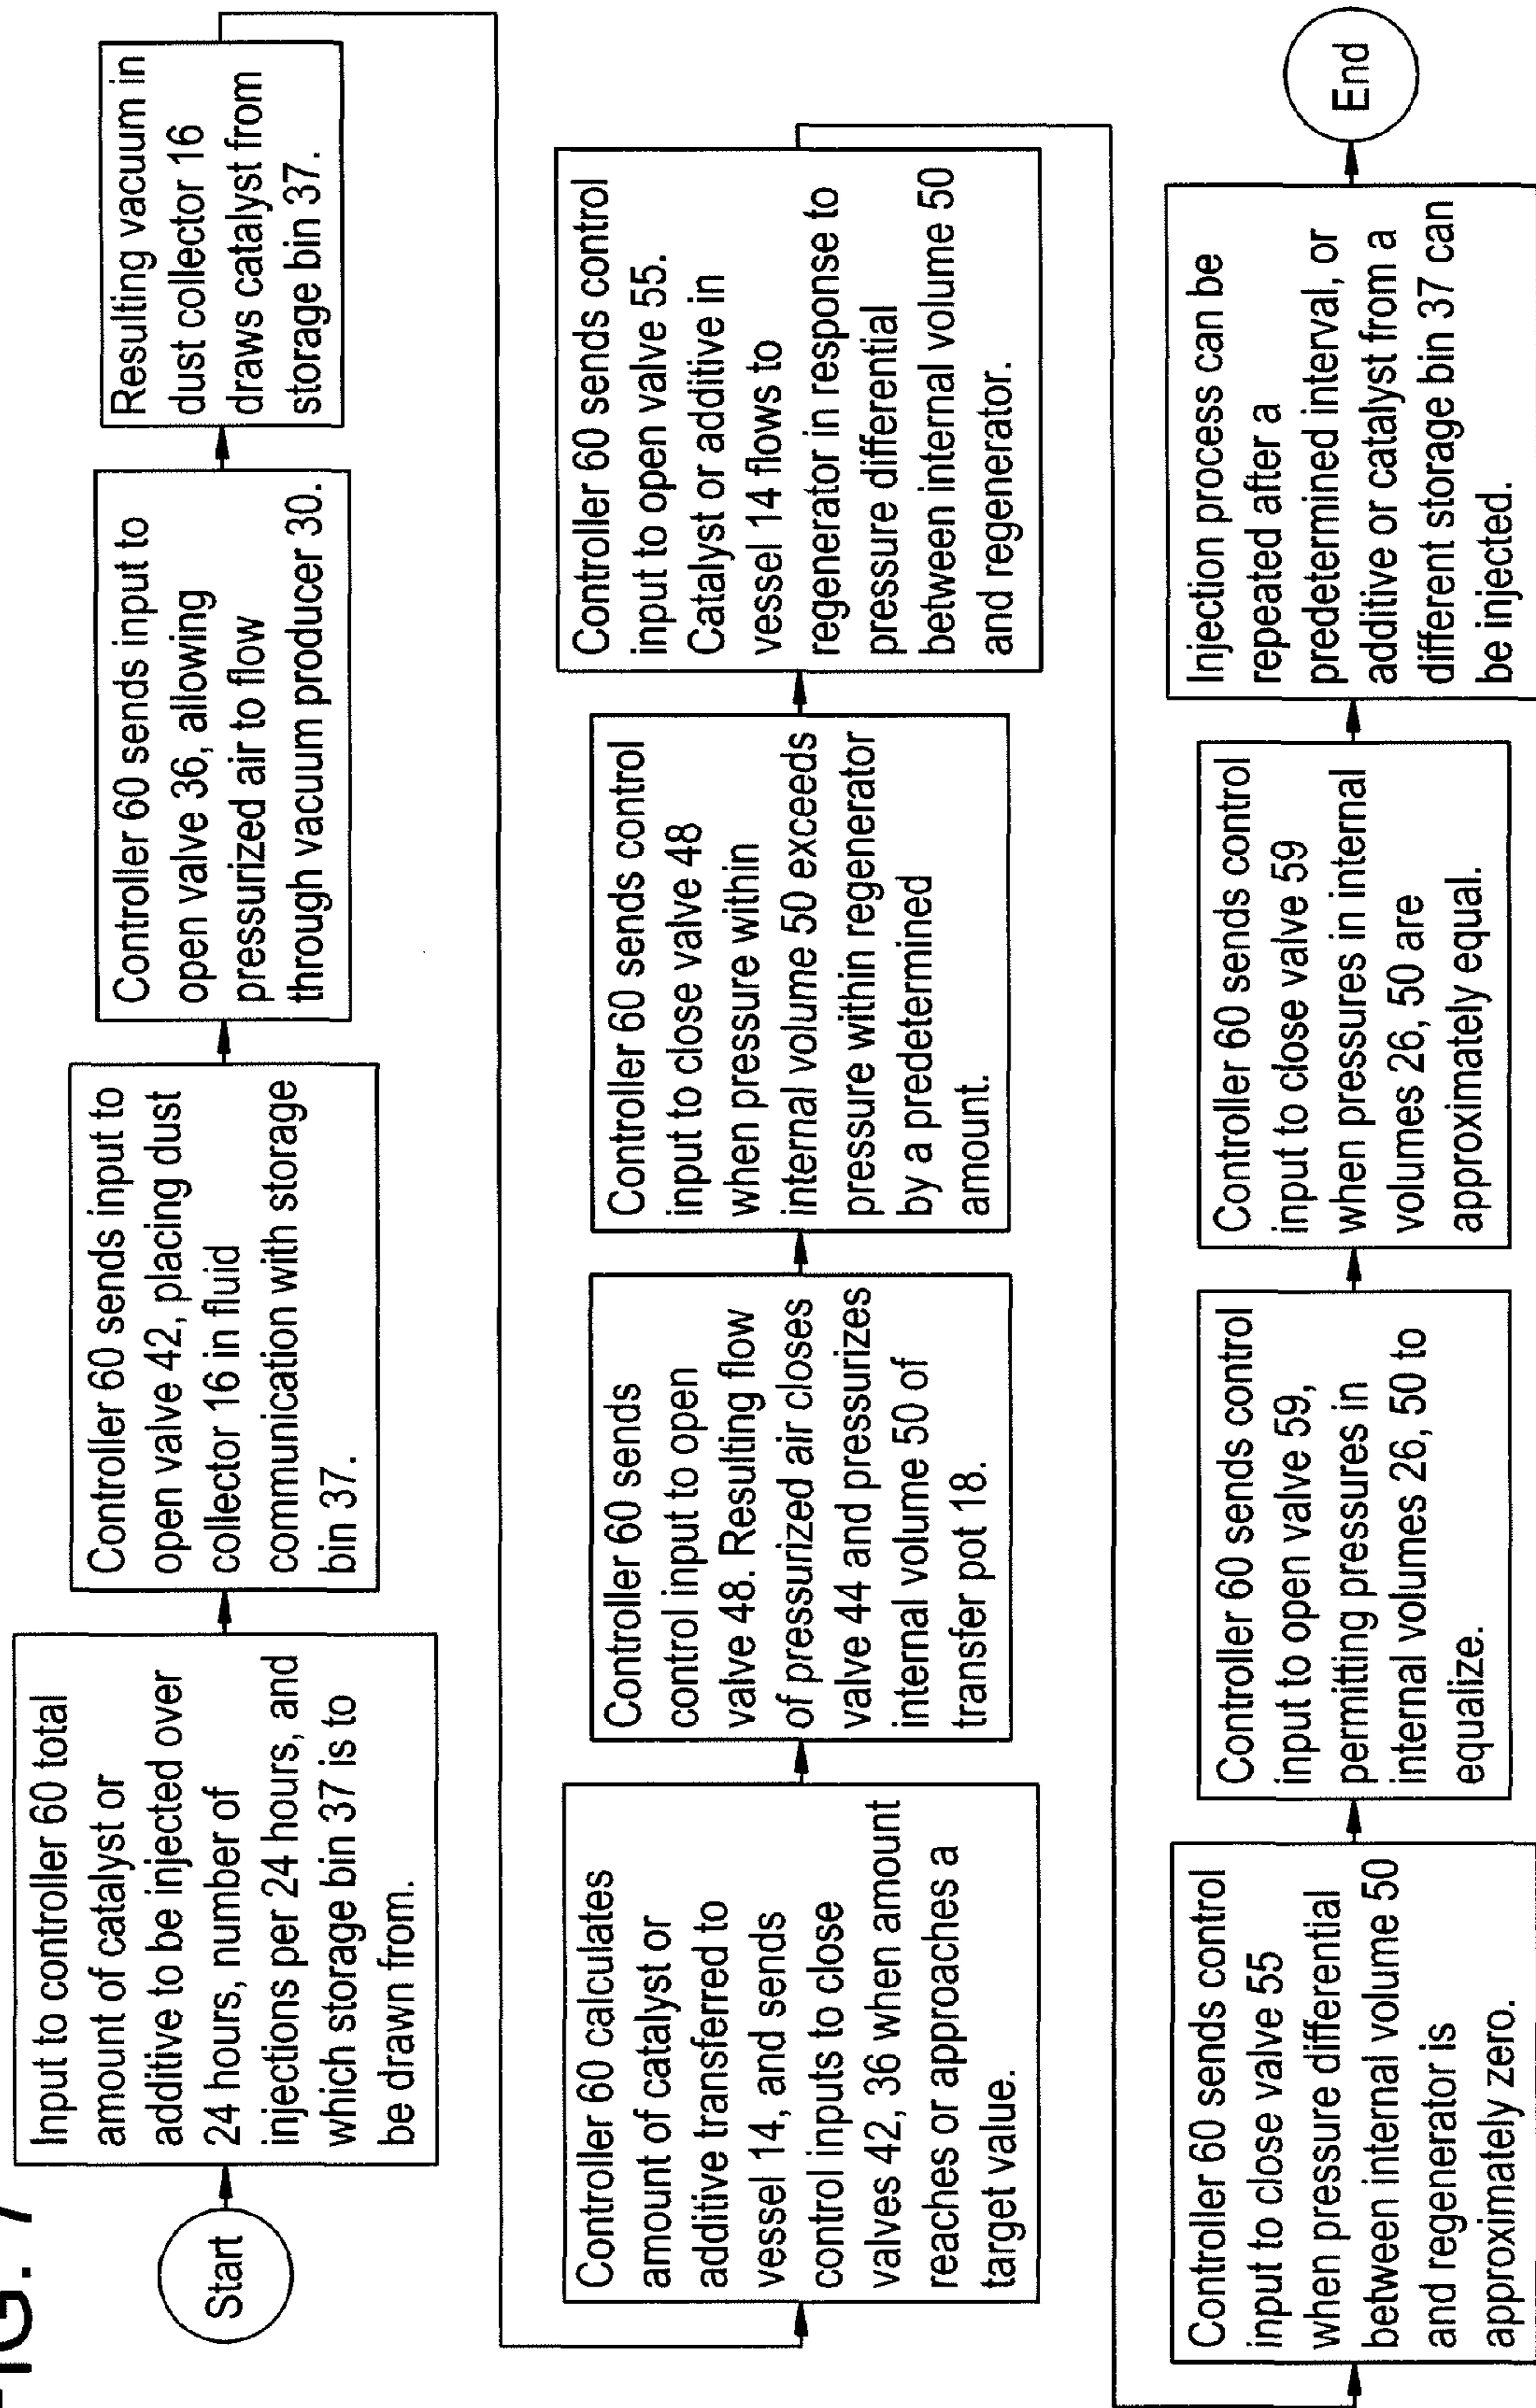 FIG. 7
Start
Input to controller 60 total
amount of catalyst or
additive to be injected over
24 hours, number of
injections per 24 hours, and
which storage bin 37 is to
be drawn from.
Controller 60 sends input to
open valve 42, placing dust
collector 16 in fluid
communication with storage
bin 37.
Controller 60 sends input to
open valve 36, allowing
pressurized air to flow
through vacuum producer 30.
Resulting vacuum in
dust collector 16
draws catalyst from
storage bin 37.
Controller 60 calculates
amount of catalyst or
additive transferred to
vessel 14, and sends
control inputs to close
valves 42, 36 when amount
reaches or approaches a
target value.
Controller 60 sends
control input to open
valve 48. Resulting flow
of pressurized air closes
valve 44 and pressurizes
internal volume 50 of
transfer pot 18.
Controller 60 sends control
input to close valve 48
when pressure within
internal volume 50 exceeds
pressure within regenerator
by a predetermined
amount.
Controller 60 sends control
input to open valve 55.
Catalyst or additive in
vessel 14 flows to
regenerator in response to
pressure differential
between internal volume 50
and regenerator.
Controller 60 sends control
input to close valve 55
when pressure differential
between internal volume 50
and regenerator is
approximately zero.
Controller 60 sends control
input to open valve 59,
permitting pressures in
internal volumes 26, 50 to
equalize.
Controller 60 sends control
input to close valve 59
when pressures in internal
volumes 26, 50 are
approximately equal.
Injection process can be
repeated after a
predetermined interval, or
additive or catalyst from a
different storage bin 37 can
be injected.
End